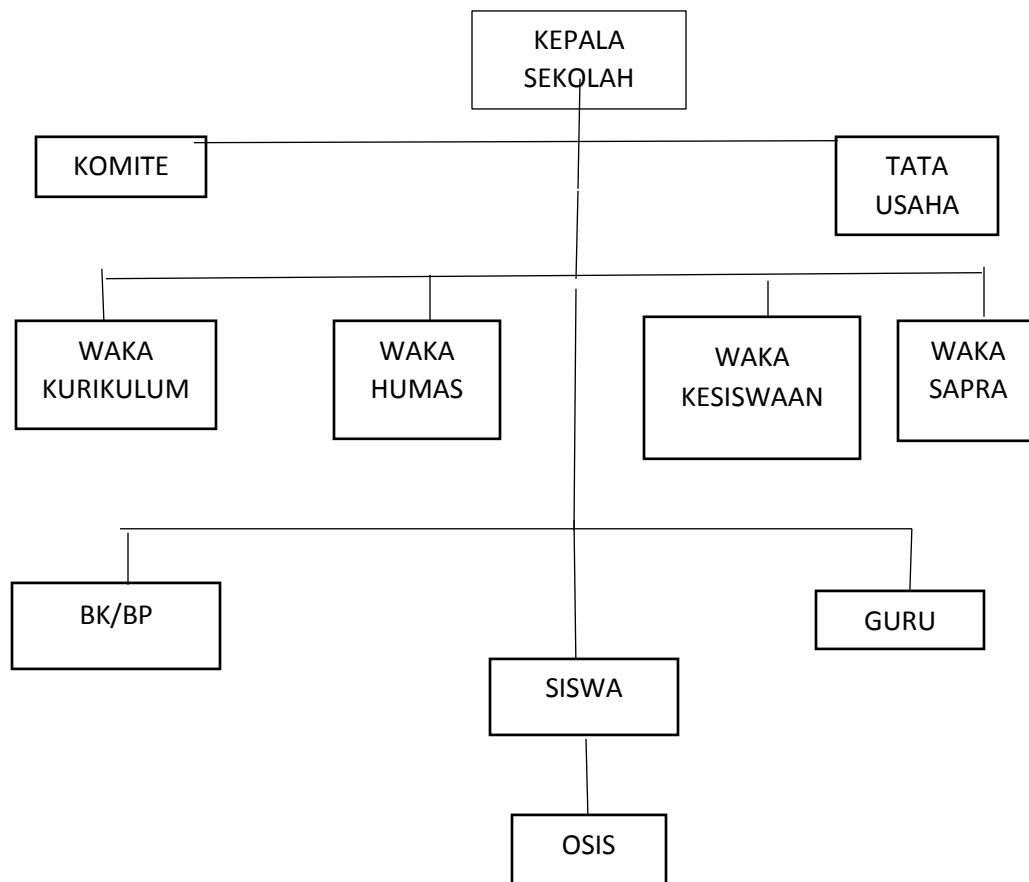 KEPALA
SEKOLAH
KOMITE
TATA
USAHA
WAKA
KURIKULUM
WAKA
HUMAS
WAKA
KESISWAAN
WAKA
SAPRA
BK/BP
GURU
SISWA
OSIS